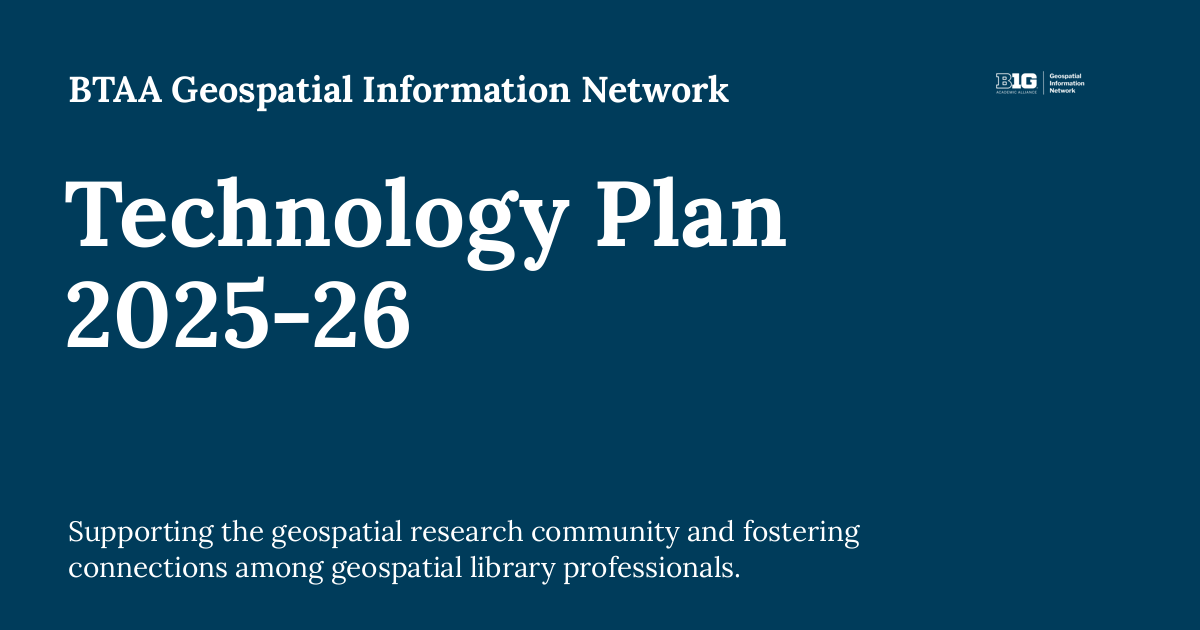 BTAA Geospatial Information Network
B1G
ACADEMIC ALLIANCE
Geospatial
Information
Network
Technology Plan
2025-26
Supporting the geospatial research community and fostering
connections among geospatial library professionals.